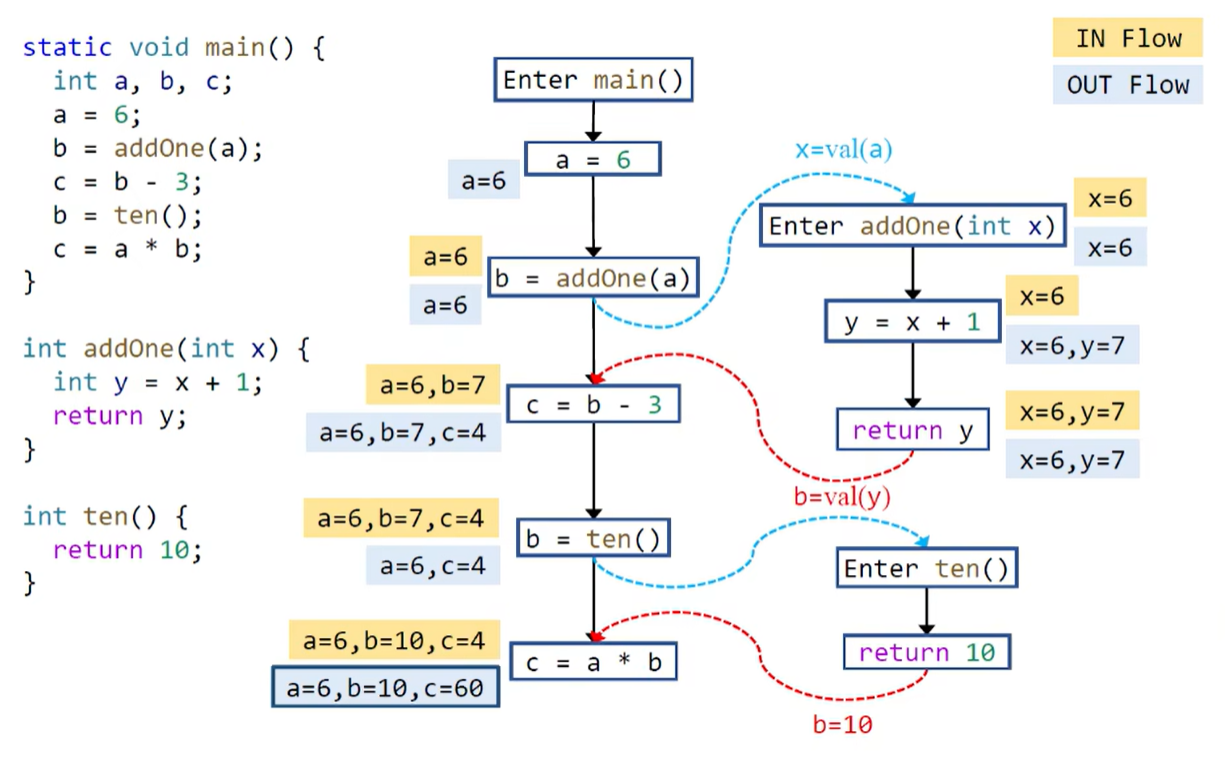 static void main() {
int a, b, c;
a = 6;
b = addOne(a);
c = b - 3;
b = ten();
c = a * b;
}
int addOne(int x) {
int y = x + 1;
return y;
}
int ten() {
return 10;
}
IN Flow
OUT Flow
Enter main()
a = 6
a=6
a=6
b = addOne(a)
a=6
a=6,b=7
c = b - 3
a=6,b=7,c=4
a=6,b=7,c=4
b = ten()
a=6,c=4
a=6,b=10,c=4
c = a * b
a=6,b=10,c=60
x=val(a)
Enter addOne(int x)
x=6
x=6
y = x + 1
x=6
x=6,y=7
return y
x=6,y=7
x=6,y=7
b=val(y)
Enter ten()
return 10
b=10